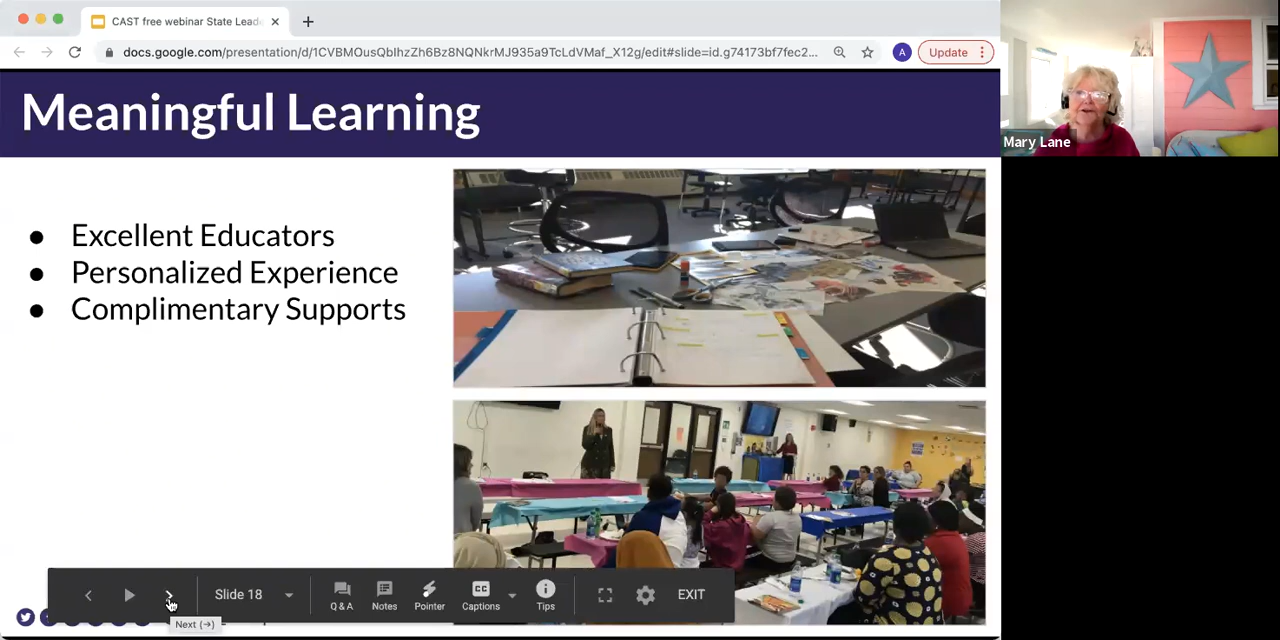 CAST free webinar State Lead
docs.google.com/presentation/d/1CVBMOusQbIhzZh6Bz8NQNkrMJ935a9TcLdVMaf_X12g/edit#slide=id.g74173bf7fec2...
A
Update
Meaningful Learning
Mary Lane
● Excellent Educators
● Personalized Experience
● Complimentary Supports
Slide 18
Q & A
Notes
Pointer
CC
Captions
Tips
EXIT
Next (→)